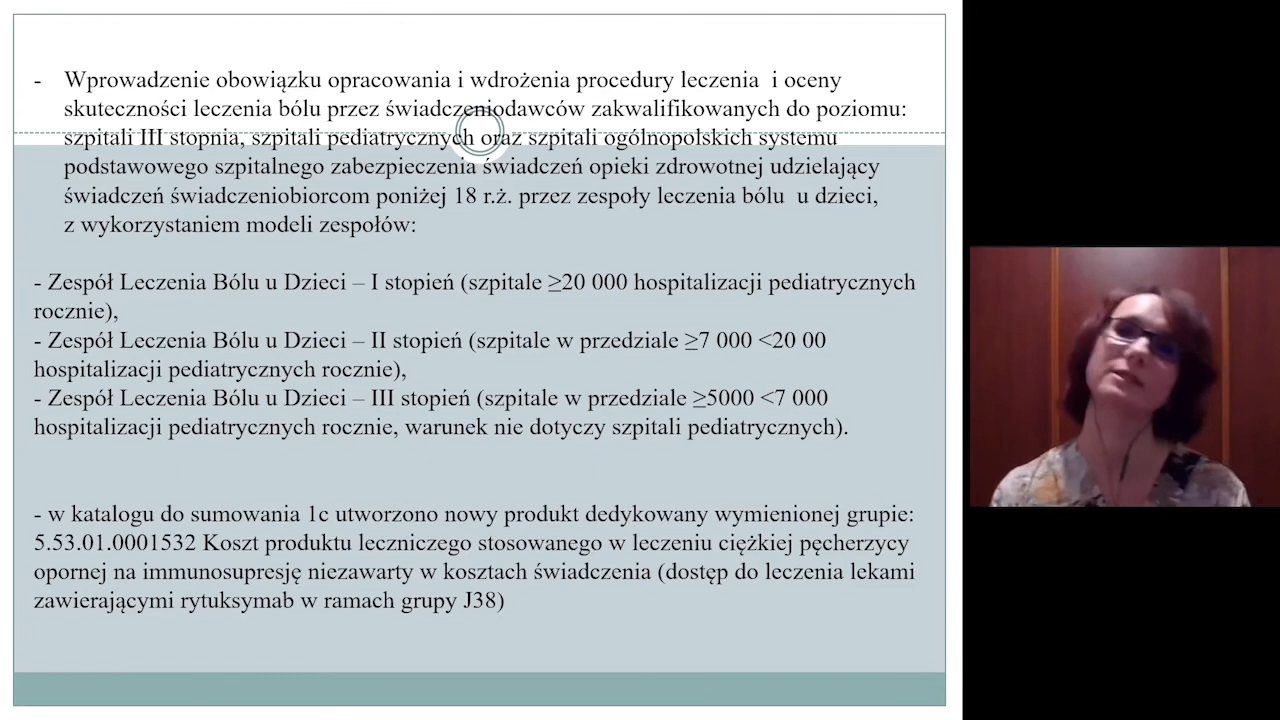 - Wprowadzenie obowiązku opracowania i wdrożenia procedury leczenia i oceny
skuteczności leczenia bólu przez świadczeniodawców zakwalifikowanych do poziomu:
szpitali III stopnia, szpitali pediatrycznych oraz szpitali ogólnopolskich systemu
podstawowego szpitalnego zabezpieczenia świadczeń opieki zdrowotnej udzielający
świadczeń świadczeniobiorcom poniżej 18 r.ż. przez zespoły leczenia bólu u dzieci,
z wykorzystaniem modeli zespołów:
- Zespół Leczenia Bólu u Dzieci – I stopień (szpitale ≥20 000 hospitalizacji pediatrycznych
rocznie),
- Zespół Leczenia Bólu u Dzieci – II stopień (szpitale w przedziale ≥7 000 <20 00
hospitalizacji pediatrycznych rocznie),
- Zespół Leczenia Bólu u Dzieci – III stopień (szpitale w przedziale ≥5000 <7 000
hospitalizacji pediatrycznych rocznie, warunek nie dotyczy szpitali pediatrycznych).
- w katalogu do sumowania 1c utworzono nowy produkt dedykowany wymienionej grupie:
5.53.01.0001532 Koszt produktu leczniczego stosowanego w leczeniu ciężkiej pęcherzycy
opornej na immunosupresję niezawarty w kosztach świadczenia (dostęp do leczenia lekami
zawierającymi rytuksymab w ramach grupy J38)